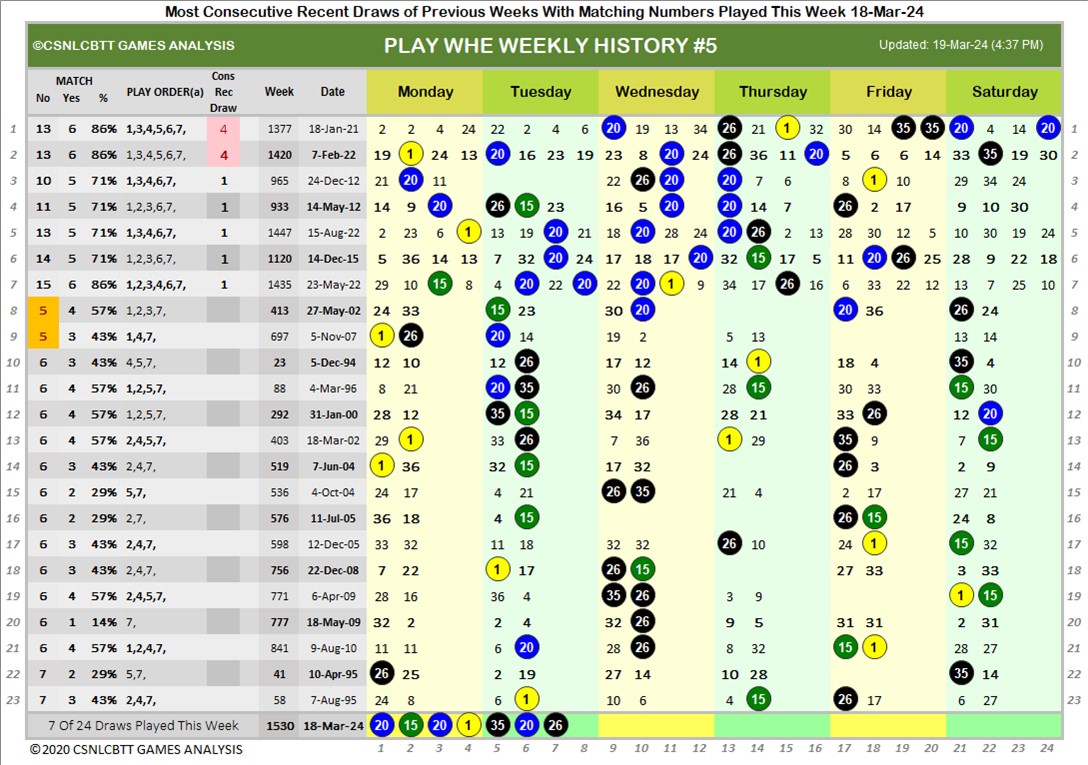 Most Consecutive Recent Draws of Previous Weeks With Matching Numbers Played This Week 18-Mar-24
©CSNLCBTT GAMES ANALYSIS PLAY WHE WEEKLY HISTORY #5 Updated: 19-Mar-24 (4:37 PM)
MATCH Cons
No Yes % PLAY ORDER(a) Rec Week Date Monday Tuesday Wednesday Thursday Friday Saturday
Draw
1 13 6 86% 1,3,4,5,6,7, 4 1377 18-Jan-21 2 2 4 24 22 2 4 6 20 19 13 34 26 21 1 32 30 14 35 20 20 4 14 20 1
2 13 6 86% 1,3,4,5,6,7, 4 1420 7-Feb-22 19 1 24 13 20 16 23 19 23 8 20 24 26 36 11 20 5 6 6 14 33 35 19 30 2
3 10 5 71% 1,3,4,6,7, 1 965 24-Dec-12 21 20 11 22 26 20 20 7 6 8 1 10 29 34 24 3
4 11 5 71% 1,2,3,6,7, 1 933 14-May-12 14 9 20 26 15 23 16 5 20 20 14 7 26 2 17 9 10 30 4
5 13 5 71% 1,3,4,6,7, 1 1447 15-Aug-22 2 23 6 1 13 19 20 21 18 20 28 24 20 26 2 13 28 30 12 5 10 30 19 24 5
6 14 5 71% 1,2,3,6,7, 1 1120 14-Dec-15 5 36 14 13 7 32 20 24 17 18 17 20 32 15 17 5 11 20 26 25 28 9 22 18 6
7 15 6 86% 1,2,3,4,6,7, 1 1435 23-May-22 29 10 15 8 4 20 22 20 22 20 1 9 34 17 26 16 6 33 22 12 13 7 25 10 7
8 5 4 57% 1,2,3,7, 413 27-May-02 24 33 15 23 30 20 20 36 26 24 8
9 5 3 43% 1,4,7, 697 5-Nov-07 1 26 20 14 19 2 5 13 13 14 9
10 6 3 43% 4,5,7, 23 5-Dec-94 12 10 12 26 17 12 14 1 18 4 35 4 10
11 6 4 57% 1,2,5,7, 88 4-Mar-96 8 21 20 35 30 26 28 15 30 33 15 30 11
12 6 4 57% 1,2,5,7, 292 31-Jan-00 28 12 35 15 34 17 28 21 33 26 12 20 12
13 6 4 57% 2,4,5,7, 403 18-Mar-02 29 1 33 26 7 36 1 29 35 9 7 15 13
14 6 3 43% 2,4,7, 519 7-Jun-04 1 36 32 15 17 32 26 3 2 9 14
15 6 2 29% 5,7, 536 4-Oct-04 24 17 4 21 26 35 21 4 2 17 27 21 15
16 6 2 29% 2,7, 576 11-Jul-05 36 18 4 15 26 15 24 8 16
17 6 3 43% 2,4,7, 598 12-Dec-05 33 32 11 18 32 32 26 10 24 1 15 32 17
18 6 3 43% 2,4,7, 756 22-Dec-08 7 22 1 17 26 15 27 33 3 33 18
19 6 4 57% 2,4,5,7, 771 6-Apr-09 28 16 36 4 35 26 3 9 1 15 19
20 6 1 14% 7, 777 18-May-09 32 2 2 4 32 26 9 5 31 31 2 31 20
21 6 4 57% 1,2,4,7, 841 9-Aug-10 11 11 6 20 28 26 8 32 15 1 28 27 21
22 7 2 29% 5,7, 41 10-Apr-95 26 25 2 19 27 14 10 28 35 14 22
23 7 3 43% 2,4,7, 58 7-Aug-95 24 8 6 1 10 6 4 15 26 17 6 27 23
7 Of 24 Draws Played This Week 1530 18-Mar-24 20 15 20 1 35 20 26
©2020 CSNLCBTT GAMES ANALYSIS 1 2 3 4 5 6 7 8 9 10 11 12 13 14 15 16 17 18 19 20 21 22 23 24